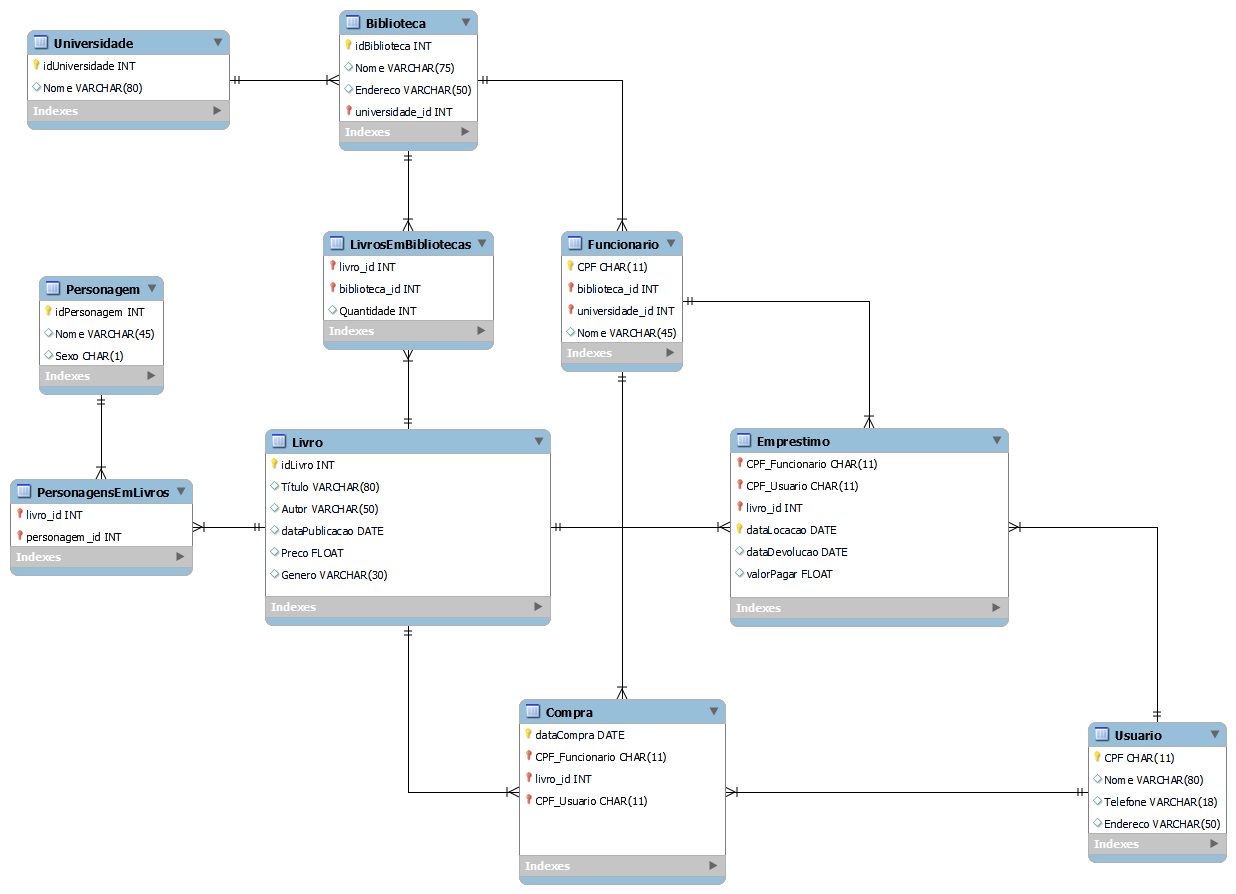 Universidade
idUniversidade INT
Nome VARCHAR(80)
Indexes
Biblioteca
idBiblioteca INT
Nome VARCHAR(75)
Endereco VARCHAR(50)
universidade_id INT
Indexes
LivrosEmBibliotecas
livro_id INT
biblioteca_id INT
Quantidade INT
Indexes
Funcionario
CPF CHAR(11)
biblioteca_id INT
universidade_id INT
Nome VARCHAR(45)
Indexes
Personagem
idPersonagem INT
Nome VARCHAR(45)
Sexo CHAR(1)
Indexes
PersonagensEmLivros
livro_id INT
personagem_id INT
Indexes
Livro
idLivro INT
Título VARCHAR(80)
Autor VARCHAR(50)
dataPublicacao DATE
Preco FLOAT
Genero VARCHAR(30)
Indexes
Emprestimo
CPF_Funcionario CHAR(11)
CPF_Usuario CHAR(11)
livro_id INT
dataLocacao DATE
dataDevolucao DATE
valorPagar FLOAT
Indexes
Compra
dataCompra DATE
CPF_Funcionario CHAR(11)
livro_id INT
CPF_Usuario CHAR(11)
Indexes
Usuario
CPF CHAR(11)
Nome VARCHAR(80)
Telefone VARCHAR(18)
Endereco VARCHAR(50)
Indexes